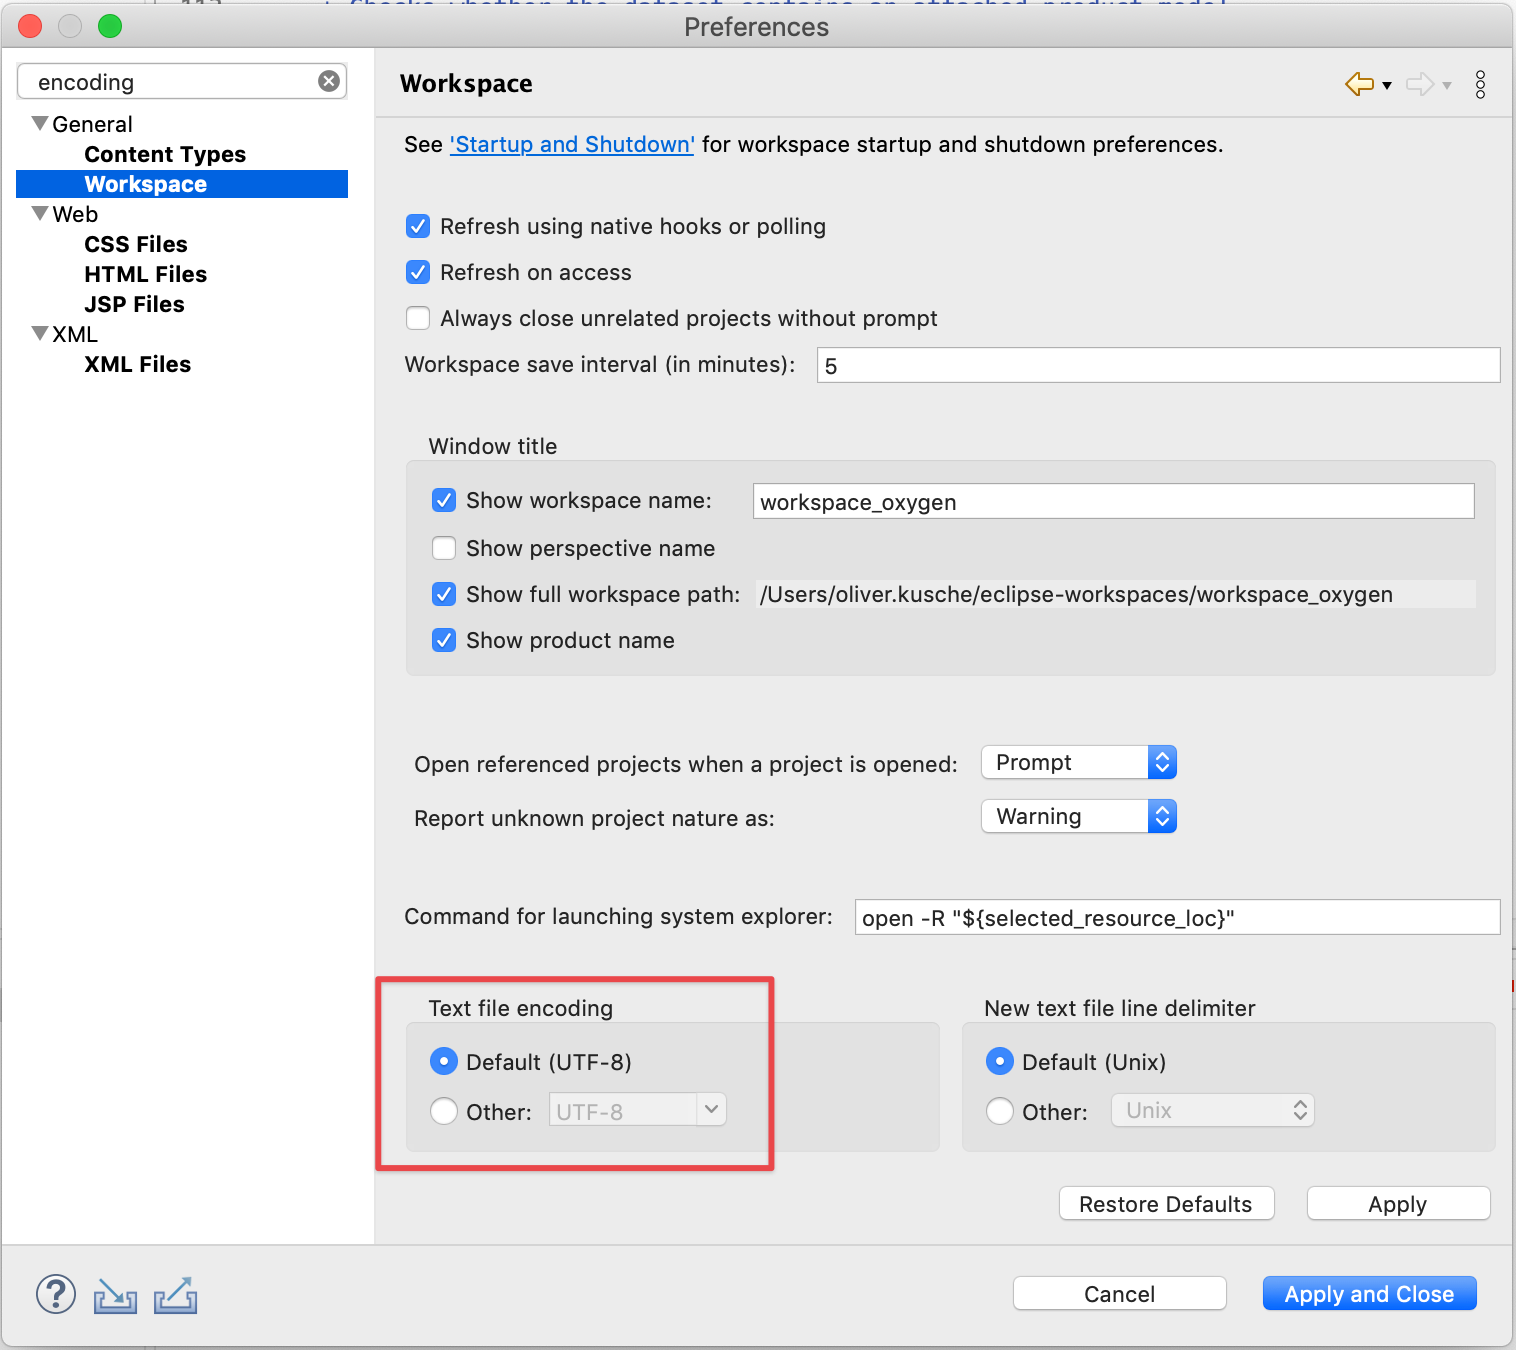 Preferences
encoding
General
Content Types
Workspace
Web
CSS Files
HTML Files
JSP Files
XML
XML Files
Workspace
See 'Startup and Shutdown' for workspace startup and shutdown preferences.
Refresh using native hooks or polling
Refresh on access
Always close unrelated projects without prompt
Workspace save interval (in minutes): 5
Window title
Show workspace name: workspace_oxygen
Show perspective name
Show full workspace path: /Users/oliver.kusche/eclipse-workspaces/workspace_oxygen
Show product name
Open referenced projects when a project is opened: Prompt
Report unknown project nature as: Warning
Command for launching system explorer: open -R "${selected_resource_loc}"
Text file encoding
Default (UTF-8)
Other: UTF-8
New text file line delimiter
Default (Unix)
Other: Unix
Restore Defaults
Apply
?
Cancel
Apply and Close